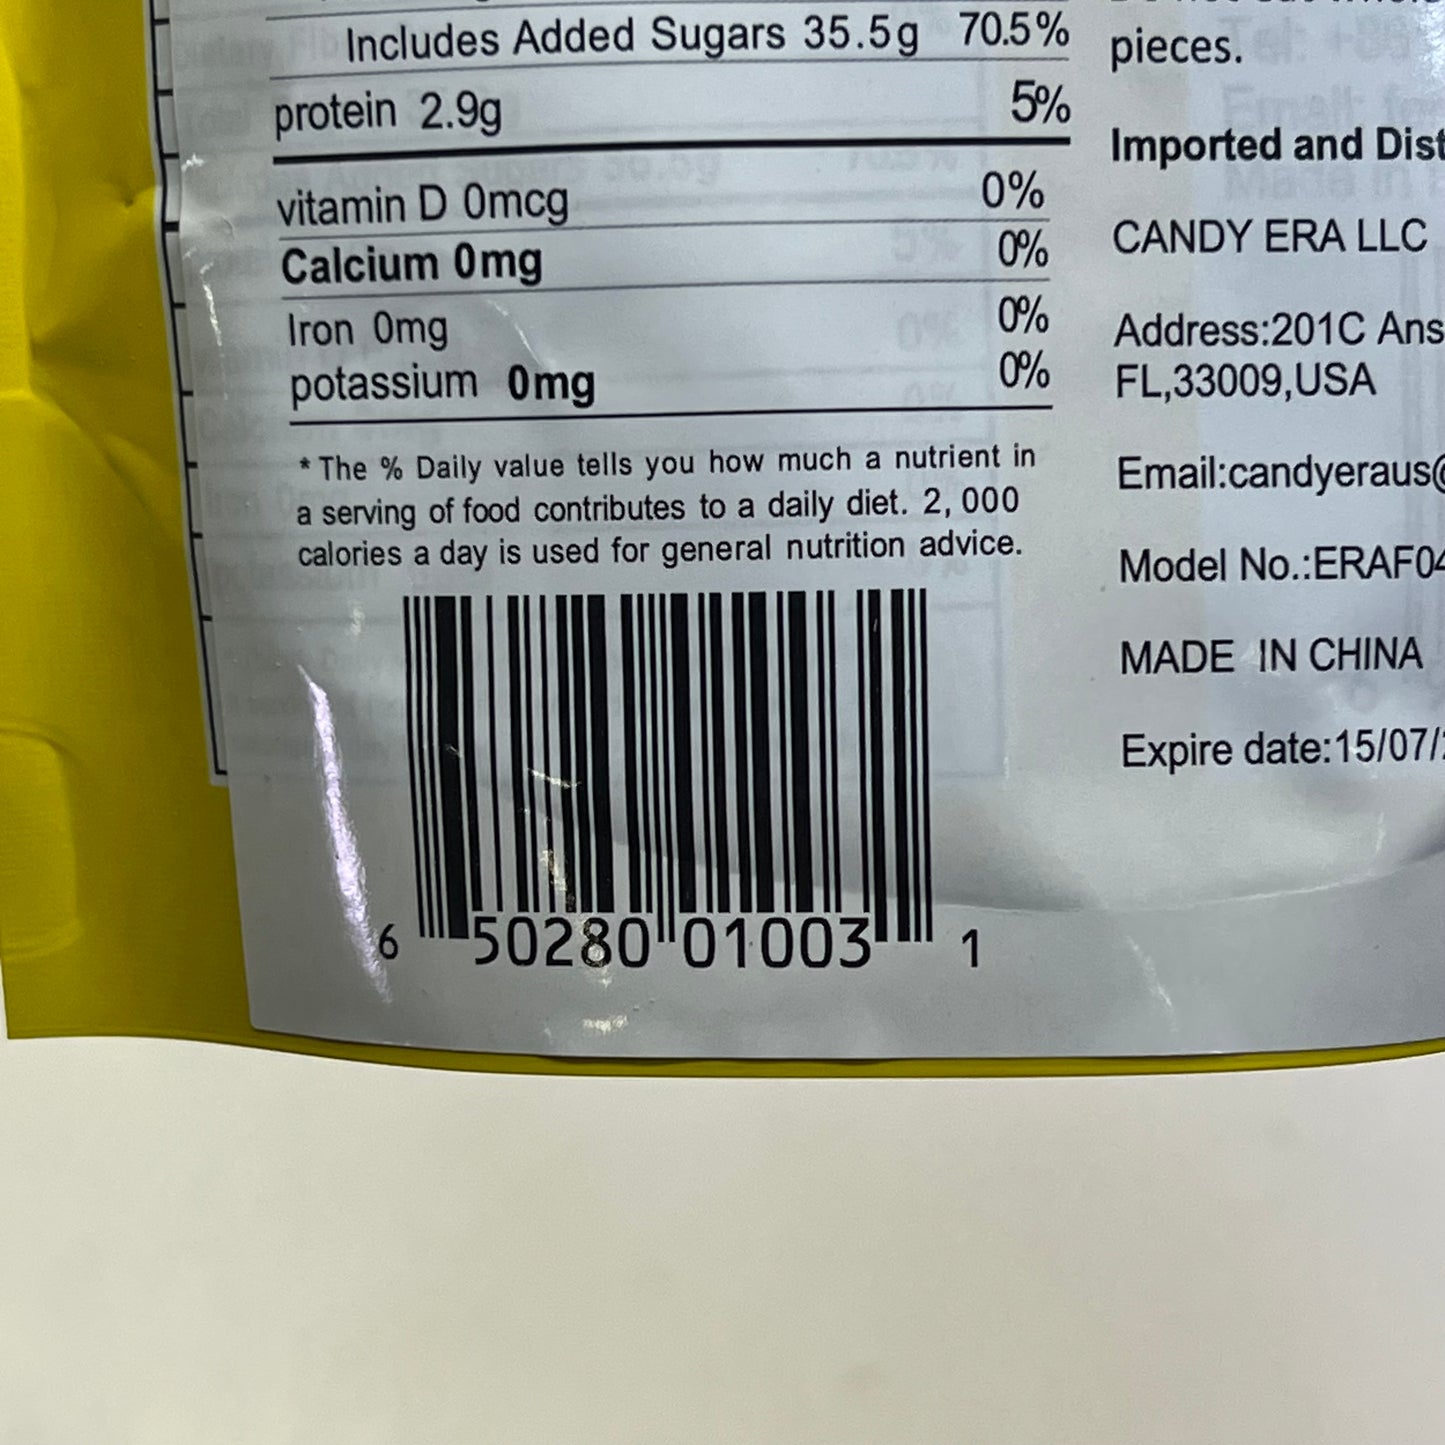 Includes Added Sugars 35.5g 70.5%
protein 2.9g 5%
vitamin D 0mcg 0%
Calcium 0mg 0%
Iron 0mg 0%
potassium 0mg 0%
* The % Daily value tells you how much a nutrient in
a serving of food contributes to a daily diet. 2, 000
calories a day is used for general nutrition advice.
6 50280 01003 1
pieces.
Imported and Dist
CANDY ERA LLC
Address:201C Ans
FL,33009,USA
Email:candyeraus@
Model No.:ERAF04
MADE IN CHINA
Expire date:15/07/